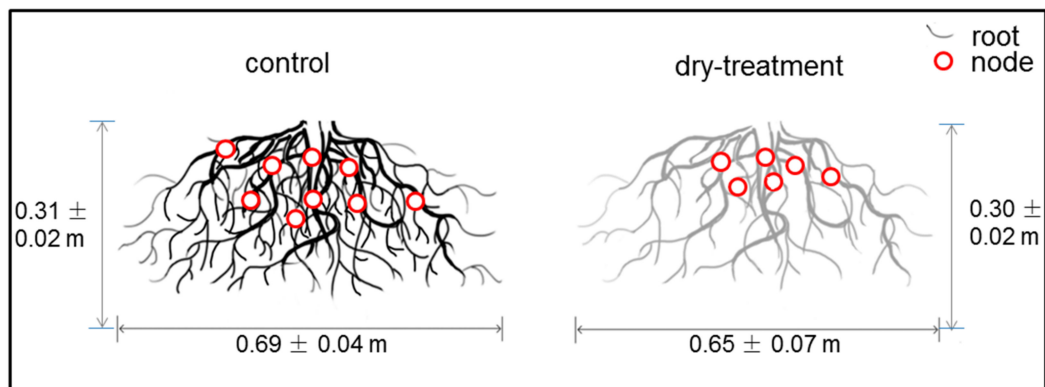 control
dry-treatment
root
node
0.31 ±
0.02 m
0.30 ±
0.02 m
0.69 ± 0.04 m
0.65 ± 0.07 m